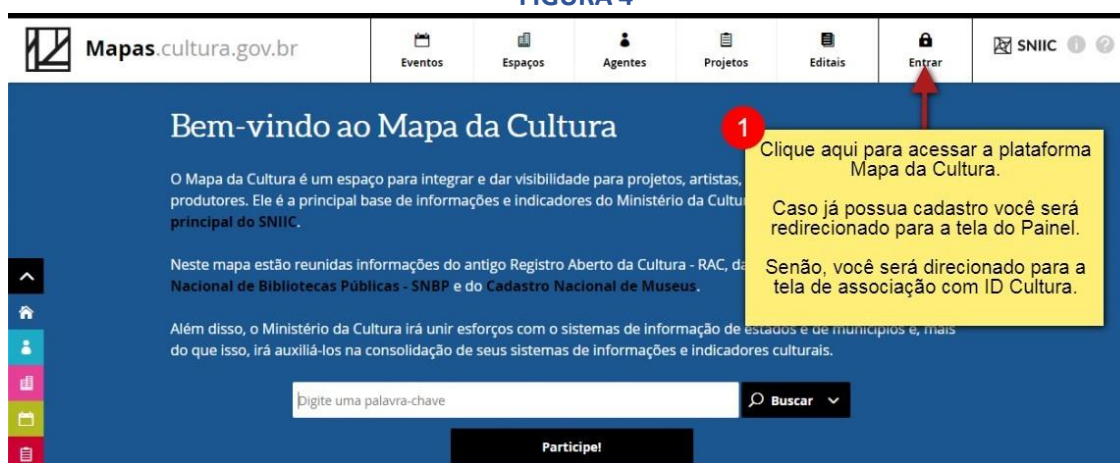 FIGURA 4
Mapas.cultura.gov.br
Eventos
Espaços
Agentes
Projetos
Editais
Entrar
SNIIC
Bem-vindo ao Mapa da Cultura
O Mapa da Cultura é um espaço para integrar e dar visibilidade para projetos, artistas,
produtores. Ele é a principal base de informações e indicadores do Ministério da Cultu
principal do SNIIC.
Neste mapa estão reunidas informações do antigo Registro Aberto da Cultura - RAC, da
Nacional de Bibliotecas Públicas - SNBP e do Cadastro Nacional de Museus.
Além disso, o Ministério da Cultura irá unir esforços com o sistemas de informação de estados e de municípios e, mais
do que isso, irá auxiliá-los na consolidação de seus sistemas de informações e indicadores culturais.
1
Clique aqui para acessar a plataforma
Mapa da Cultura.
Caso já possua cadastro você será
redirecionado para a tela do Painel.
Senão, você será direcionado para a
tela de associação com ID Cultura.
Digite uma palavra-chave
Buscar
Participe!